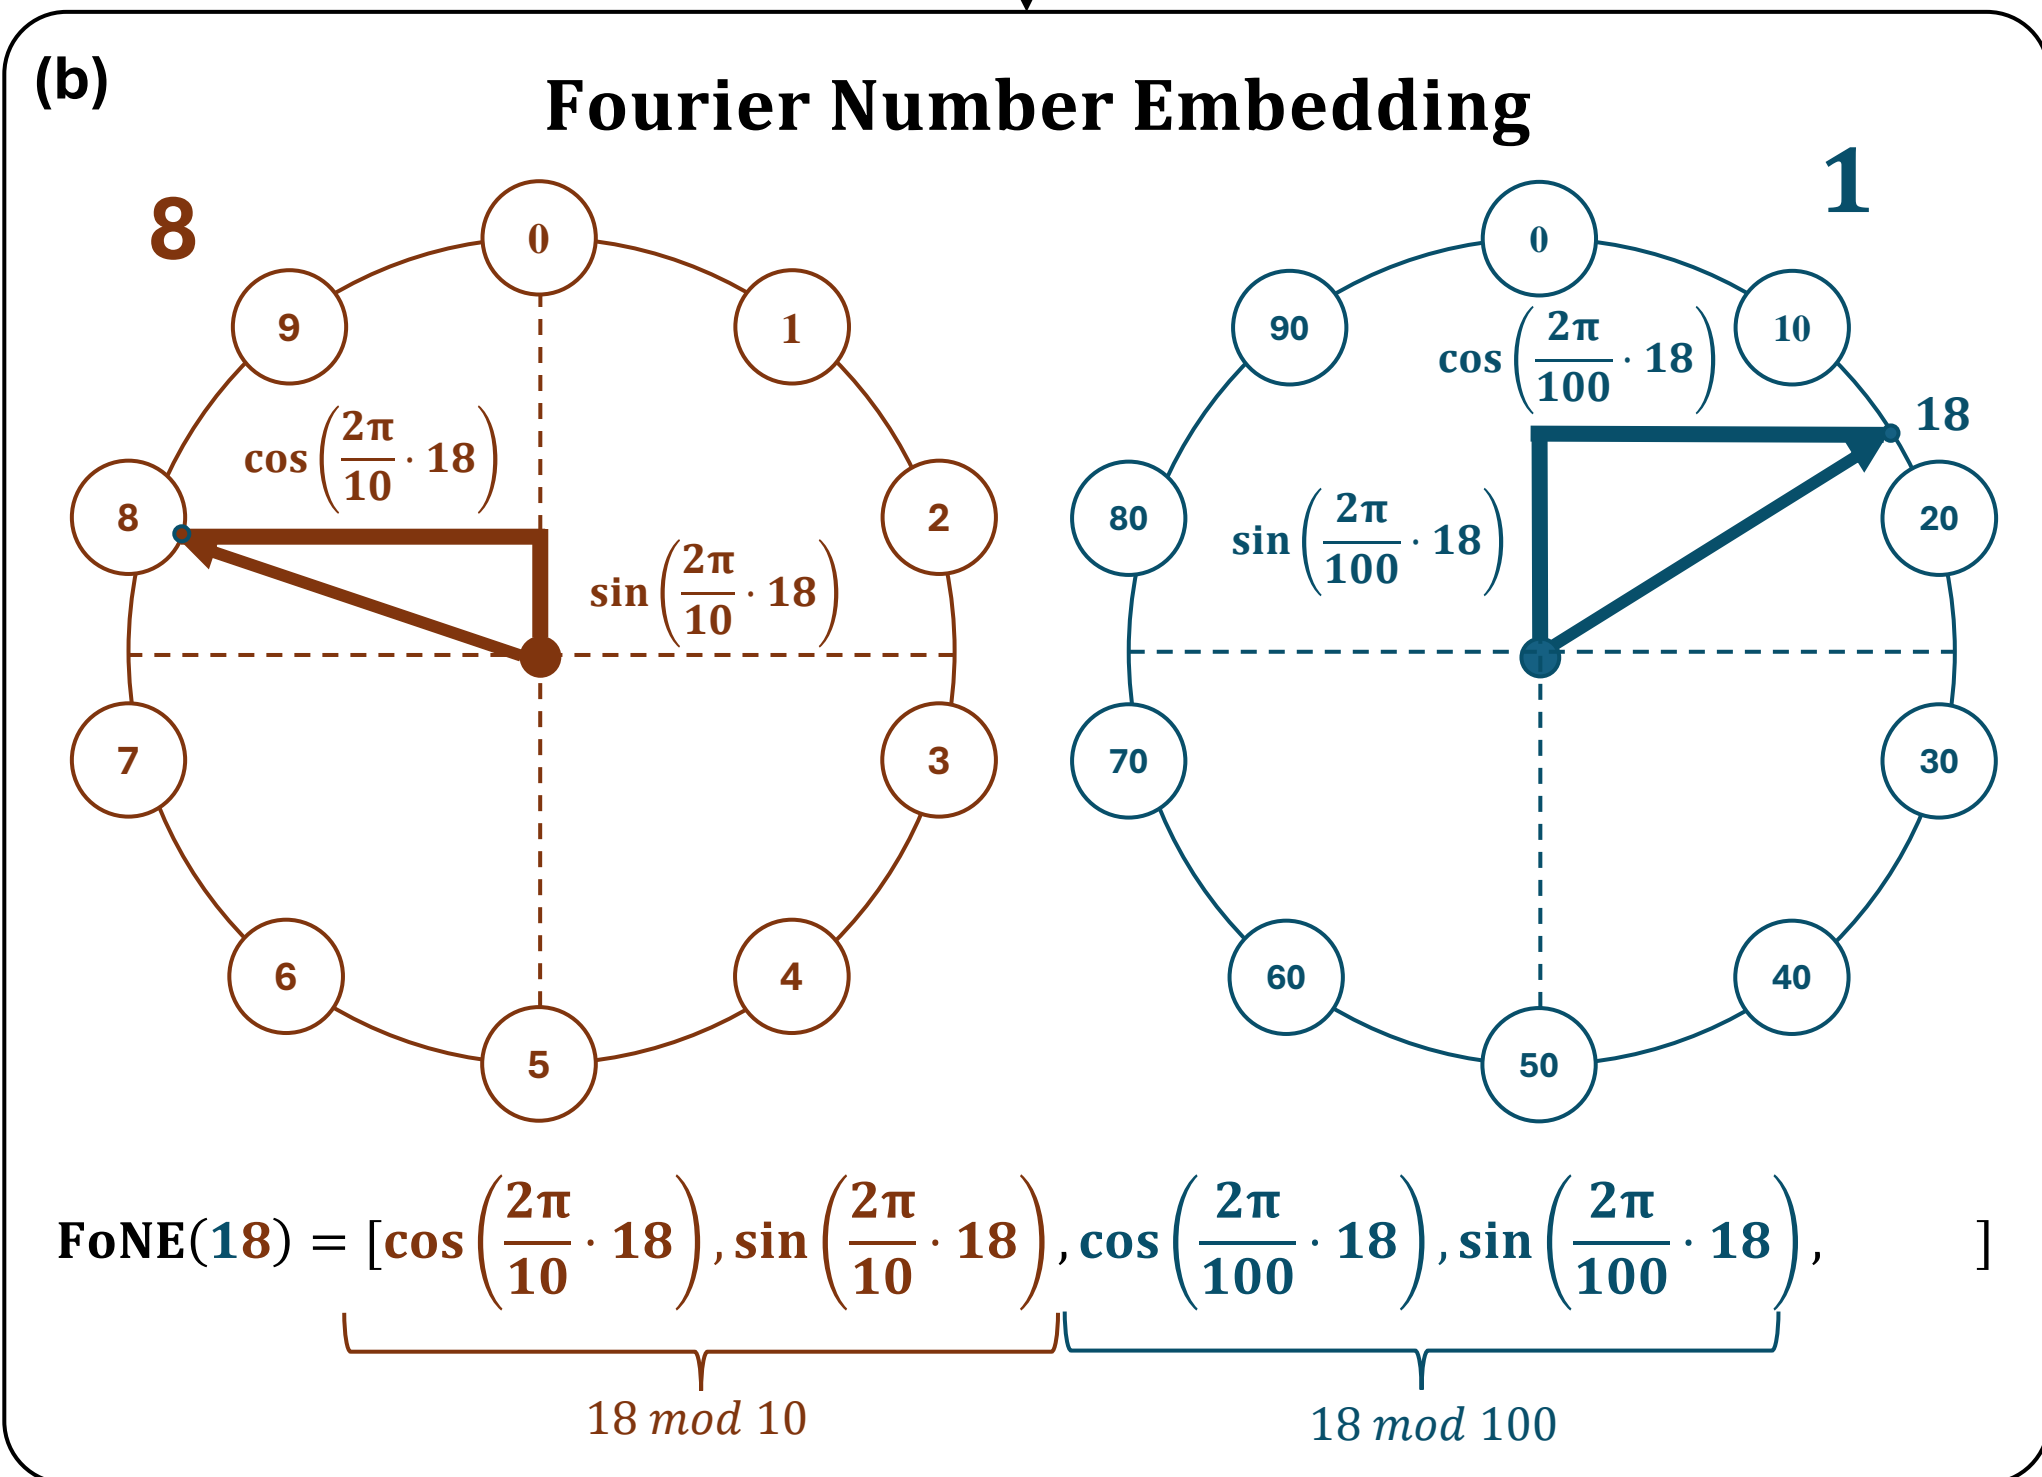 (b)
Fourier Number Embedding
8
0
1
2
3
4
5
6
7
8
9
cos(2π/10 · 18)
sin(2π/10 · 18)
1
0
10
18
20
30
40
50
60
70
80
90
cos(2π/100 · 18)
sin(2π/100 · 18)
FoNE(18) = [cos(2π/10 · 18), sin(2π/10 · 18), cos(2π/100 · 18), sin(2π/100 · 18), ]
18 mod 10
18 mod 100